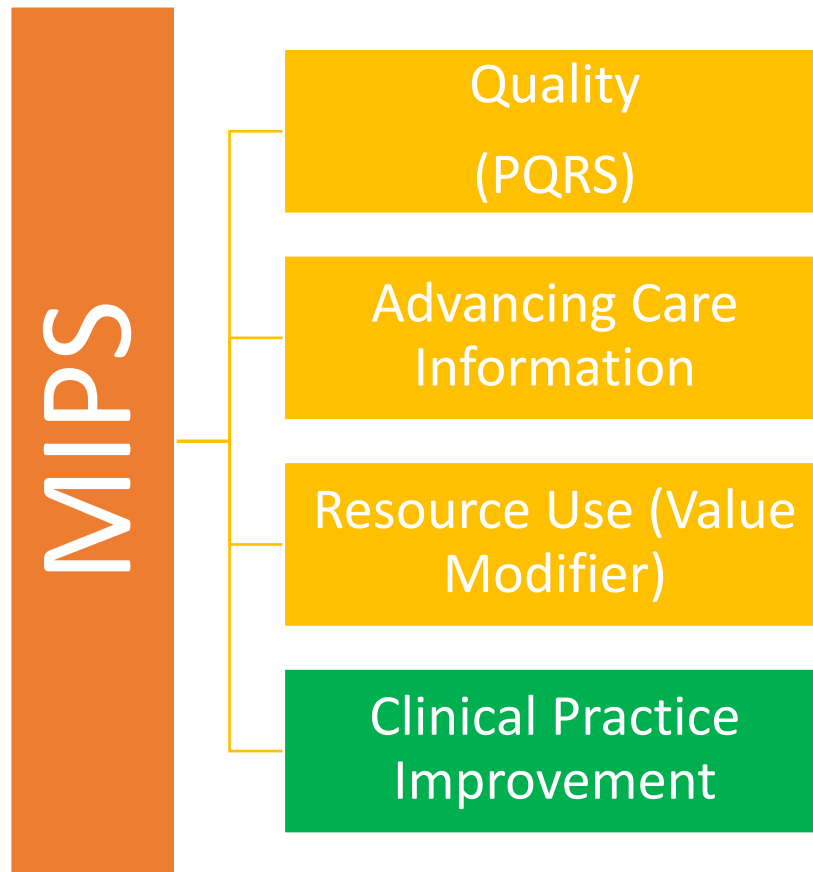 MIPS
Quality
(PQRS)
Advancing Care
Information
Resource Use (Value
Modifier)
Clinical Practice
Improvement